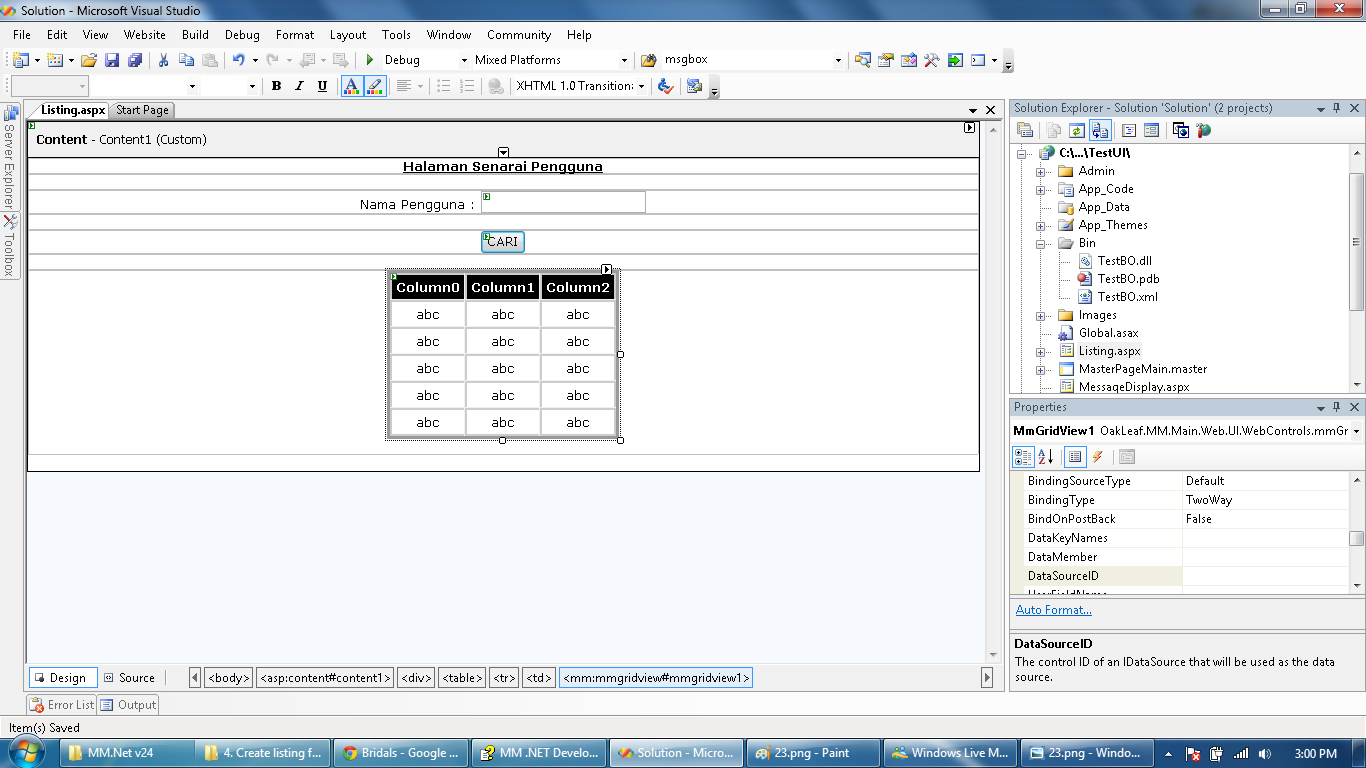 Solution - Microsoft Visual Studio
File Edit View Website Build Debug Format Layout Tools Window Community Help
Debug Mixed Platforms msgbox
B I U A XHTML 1.0 Transition
Server Explorer
Toolbox
Listing.aspx Start Page
Content - Content1 (Custom)
Halaman Senarai Pengguna
Nama Pengguna :
CARI
Column0 Column1 Column2
abc abc abc
abc abc abc
abc abc abc
abc abc abc
abc abc abc
Design Source <body> <asp:content#content1> <div> <table> <tr> <td> <mm:mmgridview#mmgridview1>
Error List Output
Item(s) Saved
Solution Explorer - Solution 'Solution' (2 projects)
C:\...\TestUI\
Admin
App_Code
App_Data
App_Themes
Bin
TestBO.dll
TestBO.pdb
TestBO.xml
Images
Global.asax
Listing.aspx
MasterPageMain.master
MessageDisplay.aspx
Properties
MmGridView1 OakLeaf.MM.Main.Web.UI.WebControls.mmGr
BindingSourceType Default
BindingType TwoWay
BindOnPostBack False
DataKeyNames
DataMember
DataSourceID
Auto Format...
DataSourceID
The control ID of an IDataSource that will be used as the data
source.
MM.Net v24 4. Create listing f... Bridals - Google ... MM .NET Develo... Solution - Micro... 23.png - Paint Windows Live M... 23.png - Windo... 3:00 PM